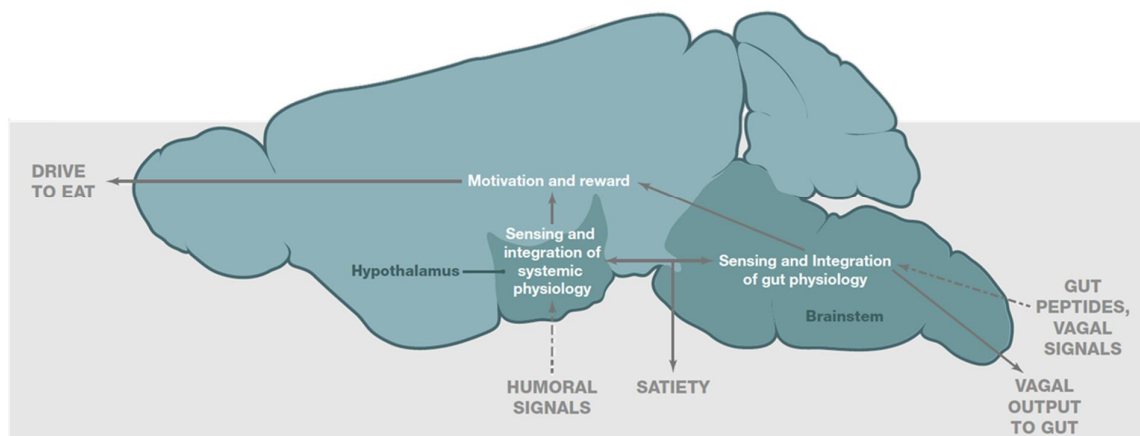 DRIVE
TO EAT
Motivation and reward
Sensing and
integration of
systemic
physiology
Hypothalamus
Sensing and Integration
of gut physiology
Brainstem
GUT
PEPTIDES,
VAGAL
SIGNALS
HUMORAL
SIGNALS
SATIETY
VAGAL
OUTPUT
TO GUT